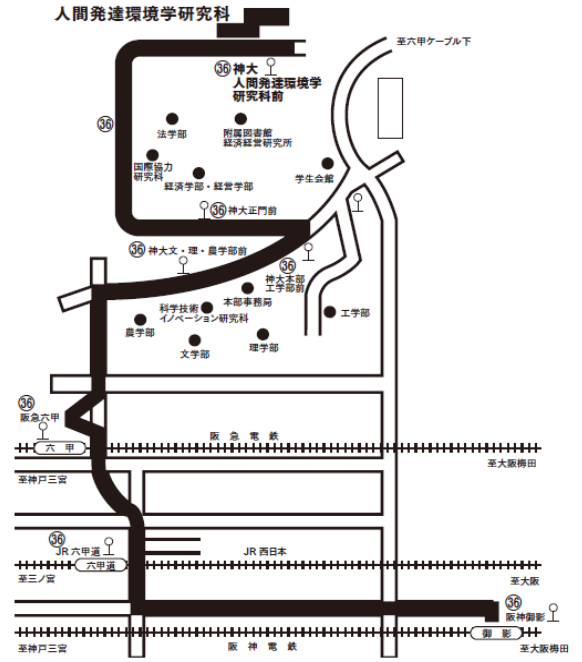 人間発達環境学研究科
至六甲ケーブル下
㊱ 神大
人間発達環境学
研究科前
㊱
法学部
附属図書館
経済経営研究所
国際協力
研究科
学生会館
経済学部・経営学部
㊱ 神大正門前
㊱ 神大文・理・農学部前
㊱
神大本部
工学部前
本部事務局
科学技術
イノベーション研究科
工学部
農学部
理学部
文学部
㊱
阪急六甲
阪急電鉄
六甲
至大阪梅田
至神戸三宮
㊱
JR 六甲道
JR 西日本
六甲道
至三ノ宮
至大阪
㊱
阪神御影
御影
至神戸三宮
阪神電鉄
至大阪梅田